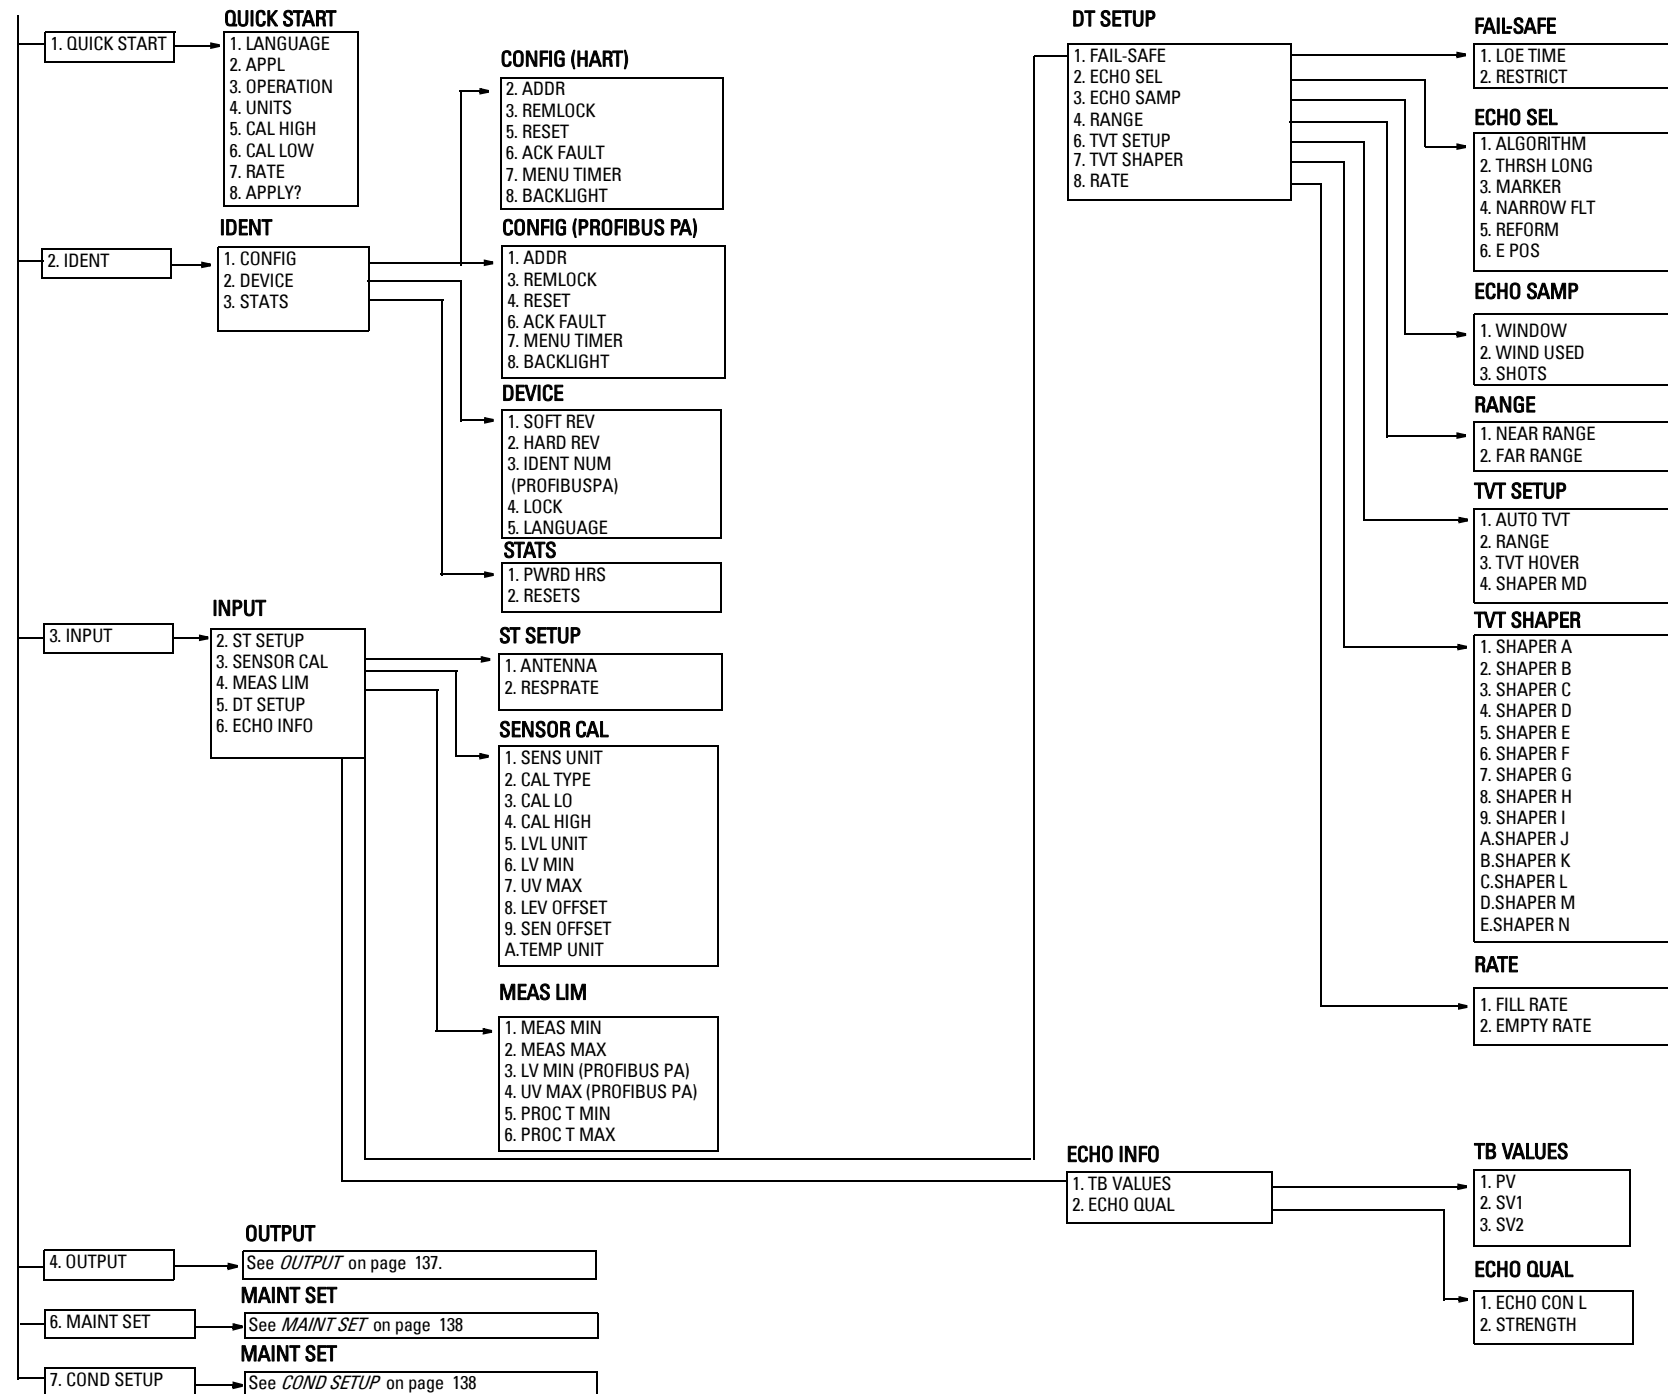 QUICK START
1. QUICK START
1. LANGUAGE
2. APPL
3. OPERATION
4. UNITS
5. CAL HIGH
6. CAL LOW
7. RATE
8. APPLY?
IDENT
2. IDENT
1. CONFIG
2. DEVICE
3. STATS
CONFIG (HART)
2. ADDR
3. REMLOCK
5. RESET
6. ACK FAULT
7. MENU TIMER
8. BACKLIGHT
CONFIG (PROFIBUS PA)
1. ADDR
3. REMLOCK
4. RESET
6. ACK FAULT
7. MENU TIMER
8. BACKLIGHT
DEVICE
1. SOFT REV
2. HARD REV
3. IDENT NUM
(PROFIBUSPA)
4. LOCK
5. LANGUAGE
STATS
1. PWRD HRS
2. RESETS
INPUT
3. INPUT
2. ST SETUP
3. SENSOR CAL
4. MEAS LIM
5. DT SETUP
6. ECHO INFO
ST SETUP
1. ANTENNA
2. RESPRATE
SENSOR CAL
1. SENS UNIT
2. CAL TYPE
3. CAL LO
4. CAL HIGH
5. LVL UNIT
6. LV MIN
7. UV MAX
8. LEV OFFSET
9. SEN OFFSET
A.TEMP UNIT
MEAS LIM
1. MEAS MIN
2. MEAS MAX
3. LV MIN (PROFIBUS PA)
4. UV MAX (PROFIBUS PA)
5. PROC T MIN
6. PROC T MAX
DT SETUP
1. FAIL-SAFE
2. ECHO SEL
3. ECHO SAMP
4. RANGE
6. TVT SETUP
7. TVT SHAPER
8. RATE
FAIL-SAFE
1. LOE TIME
2. RESTRICT
ECHO SEL
1. ALGORITHM
2. THRSH LONG
3. MARKER
4. NARROW FLT
5. REFORM
6. E POS
ECHO SAMP
1. WINDOW
2. WIND USED
3. SHOTS
RANGE
1. NEAR RANGE
2. FAR RANGE
TVT SETUP
1. AUTO TVT
2. RANGE
3. TVT HOVER
4. SHAPER MD
TVT SHAPER
1. SHAPER A
2. SHAPER B
3. SHAPER C
4. SHAPER D
5. SHAPER E
6. SHAPER F
7. SHAPER G
8. SHAPER H
9. SHAPER I
A.SHAPER J
B.SHAPER K
C.SHAPER L
D.SHAPER M
E.SHAPER N
RATE
1. FILL RATE
2. EMPTY RATE
ECHO INFO
1. TB VALUES
2. ECHO QUAL
TB VALUES
1. PV
2. SV1
3. SV2
ECHO QUAL
1. ECHO CON L
2. STRENGTH
OUTPUT
4. OUTPUT
See OUTPUT on page 137.
MAINT SET
6. MAINT SET
See MAINT SET on page 138
MAINT SET
7. COND SETUP
See COND SETUP on page 138